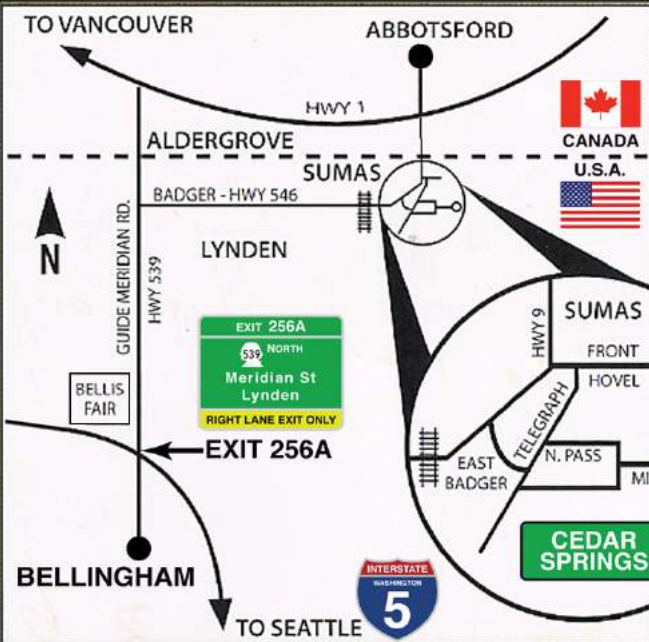 TO VANCOUVER
ABBOTSFORD
HWY 1
CANADA
ALDERGROVE
U.S.A.
SUMAS
BADGER - HWY 546
N
LYNDEN
GUIDE MERIDIAN RD.
HWY 539
EXIT 256A
539 NORTH
Meridian St
Lynden
RIGHT LANE EXIT ONLY
BELLIS
FAIR
EXIT 256A
BELLINGHAM
TO SEATTLE
INTERSTATE
WASHINGTON
5
HWY 9
SUMAS
FRONT
HOVEL
TELEGRAPH
N. PASS
EAST
BADGER
MI
CEDAR
SPRINGS